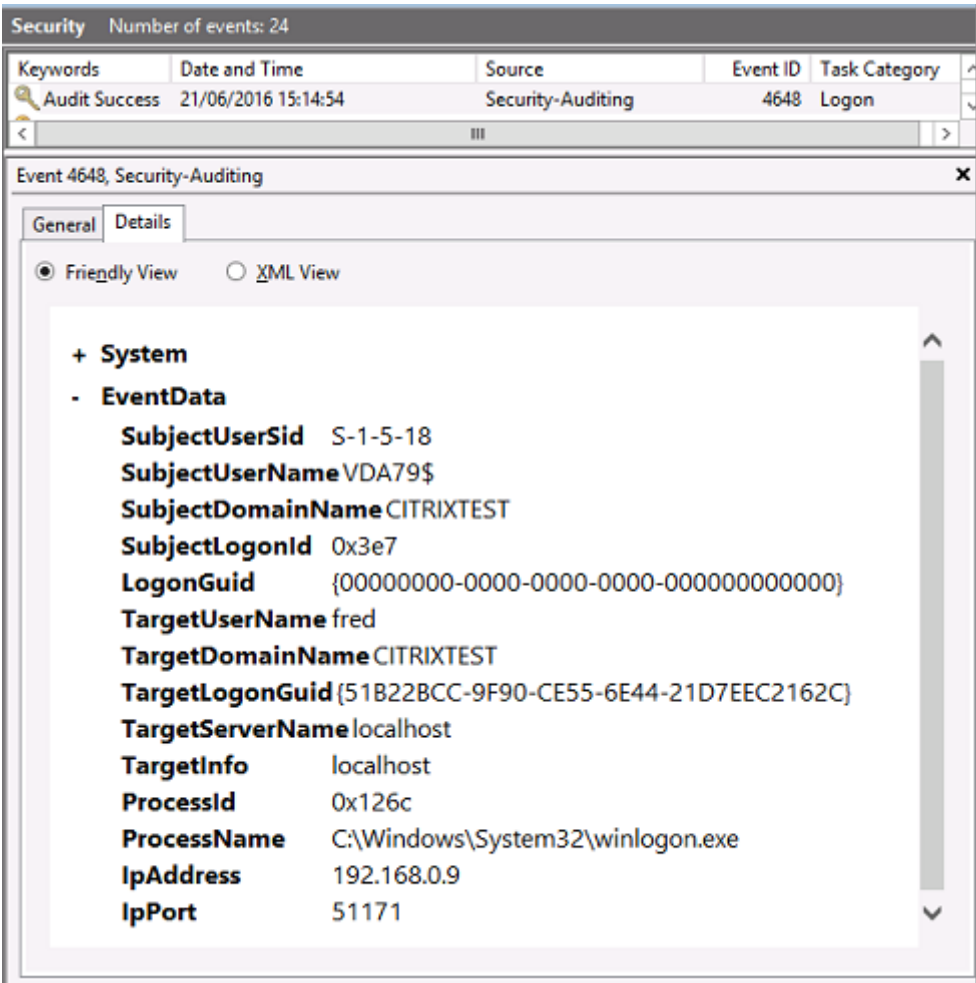 Security Number of events: 24
Keywords Date and Time Source Event ID Task Category
Audit Success 21/06/2016 15:14:54 Security-Auditing 4648 Logon
Event 4648, Security-Auditing
General Details
Friendly View XML View
+ System
- EventData
SubjectUserSid S-1-5-18
SubjectUserName VDA79$
SubjectDomainName CITRIXTEST
SubjectLogonId 0x3e7
LogonGuid {00000000-0000-0000-0000-000000000000}
TargetUserName fred
TargetDomainName CITRIXTEST
TargetLogonGuid {51B22BCC-9F90-CE55-6E44-21D7EEC2162C}
TargetServerName localhost
TargetInfo localhost
ProcessId 0x126c
ProcessName C:\Windows\System32\winlogon.exe
IpAddress 192.168.0.9
IpPort 51171